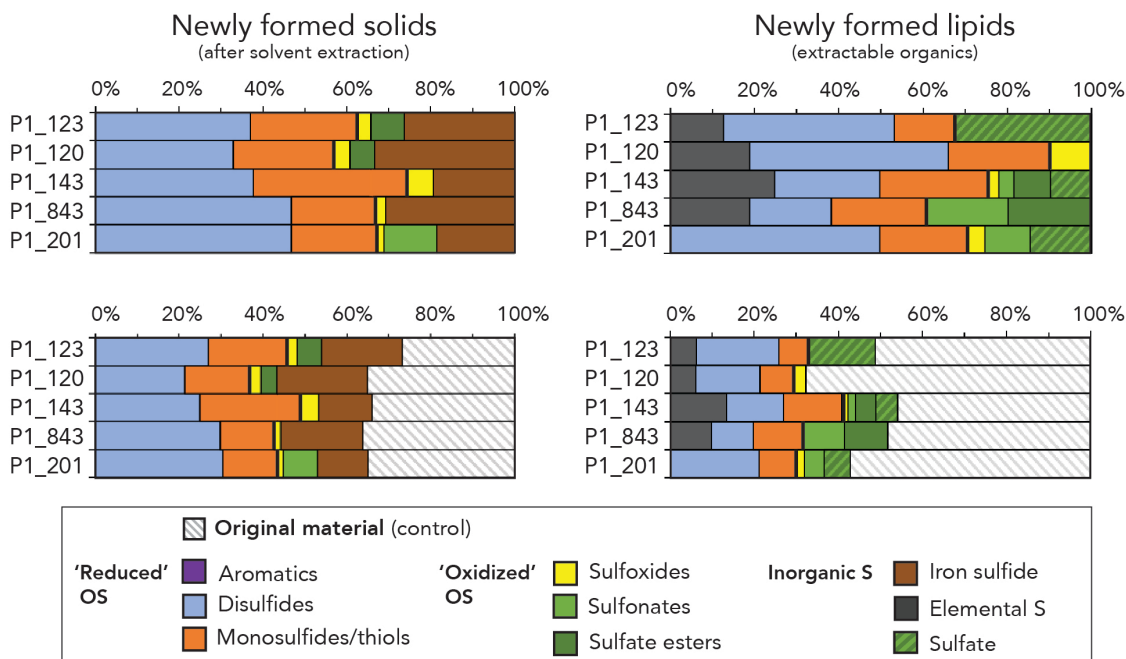 Newly formed solids
(after solvent extraction)
0% 20% 40% 60% 80% 100%
P1_123
P1_120
P1_143
P1_843
P1_201
Newly formed lipids
(extractable organics)
0% 20% 40% 60% 80% 100%
P1_123
P1_120
P1_143
P1_843
P1_201
0% 20% 40% 60% 80% 100%
P1_123
P1_120
P1_143
P1_843
P1_201
0% 20% 40% 60% 80% 100%
P1_123
P1_120
P1_143
P1_843
P1_201
Original material (control)
'Reduced'
OS
Aromatics
Disulfides
Monosulfides/thiols
'Oxidized'
OS
Sulfoxides
Sulfonates
Sulfate esters
Inorganic S
Iron sulfide
Elemental S
Sulfate